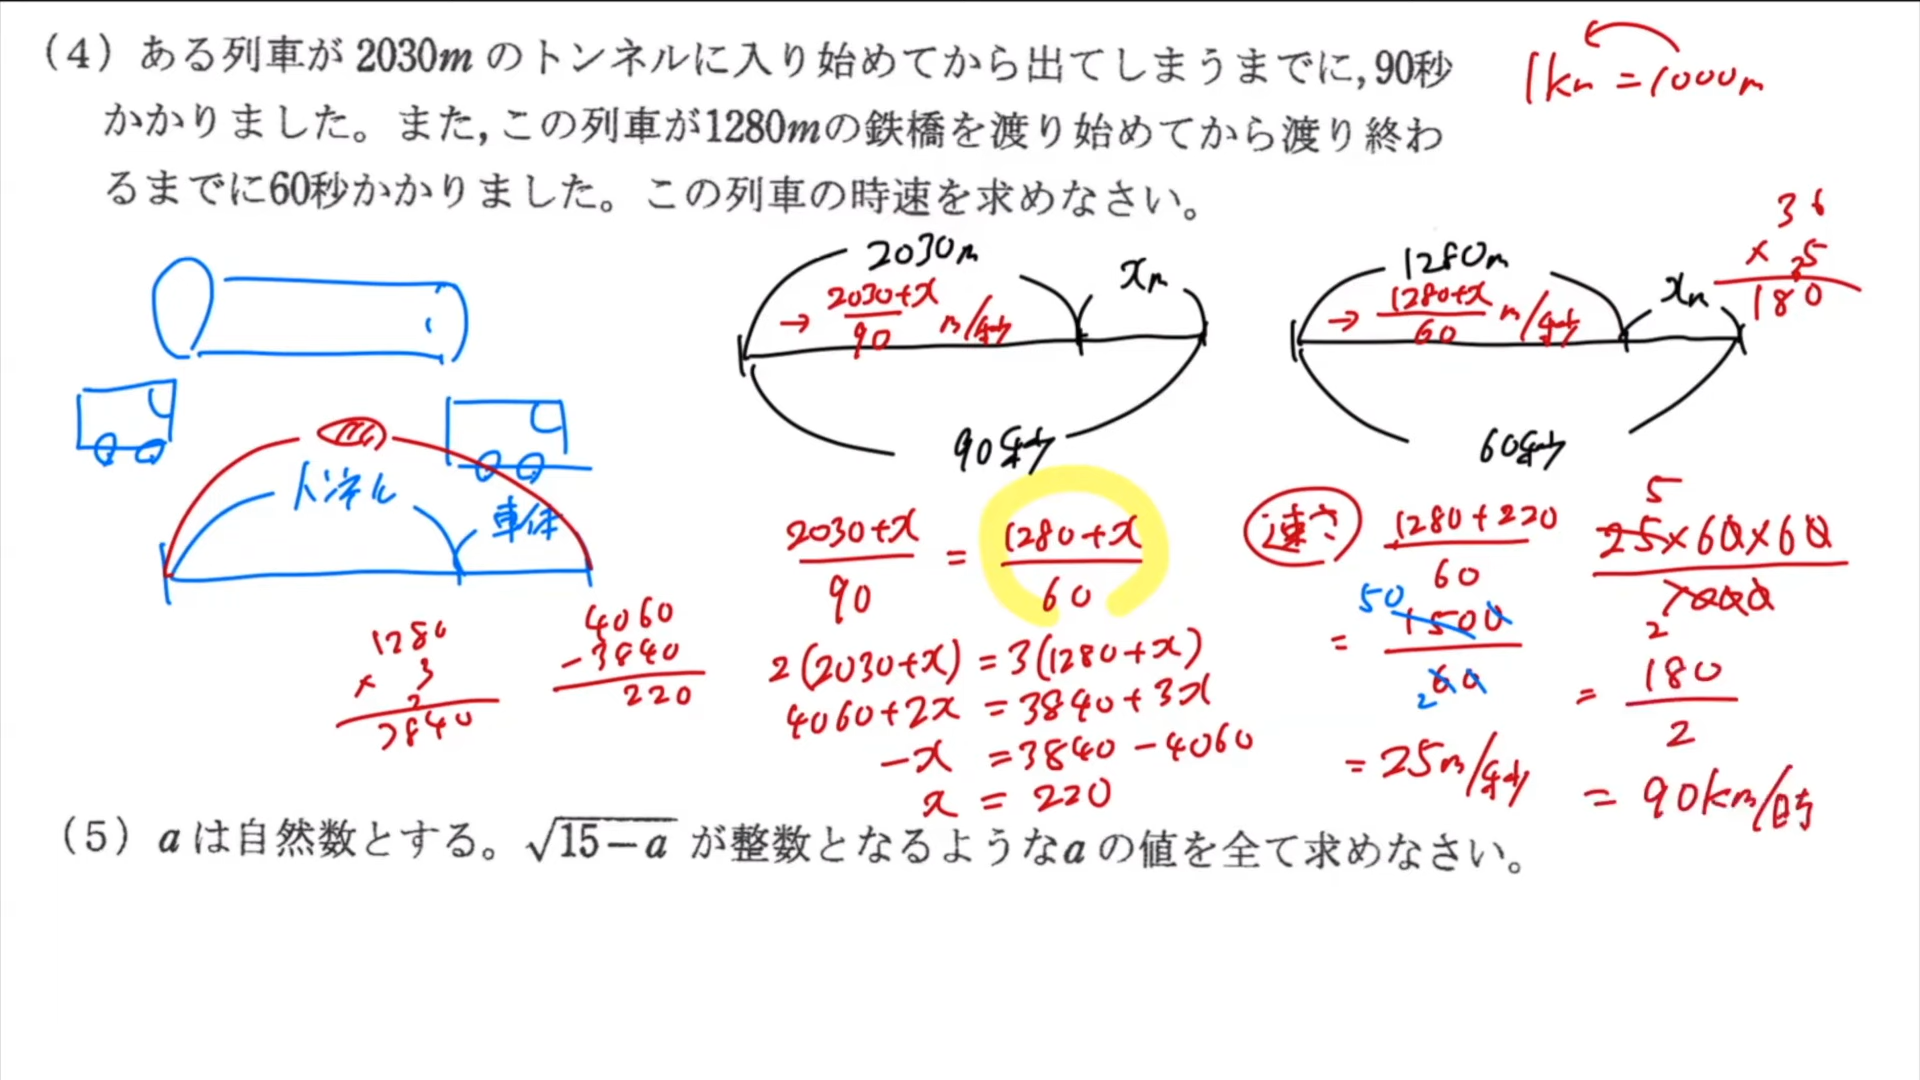 (4) ある列車が 2030m のトンネルに入り始めてから出てしまうまでに, 90秒
かかりました。また, この列車が1280mの鉄橋を渡り始めてから渡り終わ
るまでに60秒かかりました。この列車の時速を求めなさい。
1km = 1000m
36
× 5
2
180
トンネル
車体
2030m
xm
→ (2030+x)/90 m/秒
90秒
1280m
xm
→ (1280+x)/60 m/秒
60秒
(2030+x)/90 = (1280+x)/60
2(2030+x) = 3(1280+x)
4060+2x = 3840+3x
-x = 3840-4060
x = 220
1280
× 3
2
3840
4060
-3840
220
速さ
(1280+220)/60
= 1500/60
50
2
= 25m/秒
5
25×60×60
1000
2
= 180/2
= 90km/時
(5) a は自然数とする。√(15-a) が整数となるようなa の値を全て求めなさい。